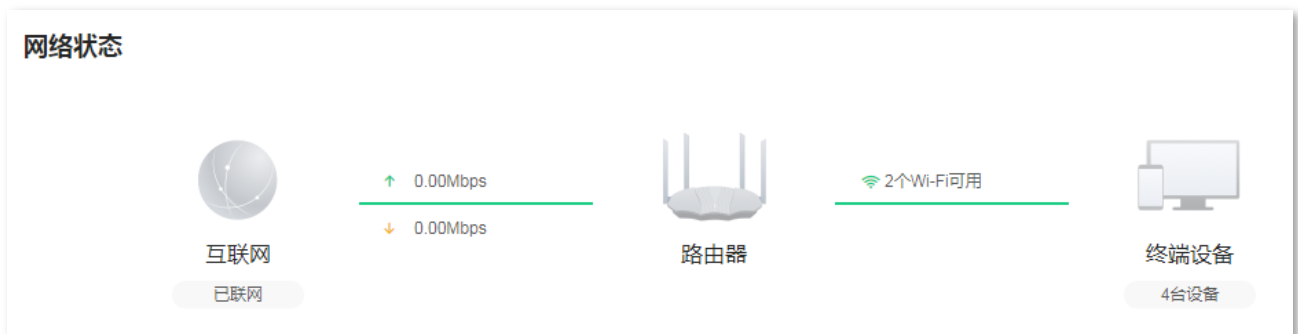 网络状态
↑ 0.00Mbps
2个Wi-Fi可用
↓ 0.00Mbps
互联网
路由器
终端设备
已联网
4台设备